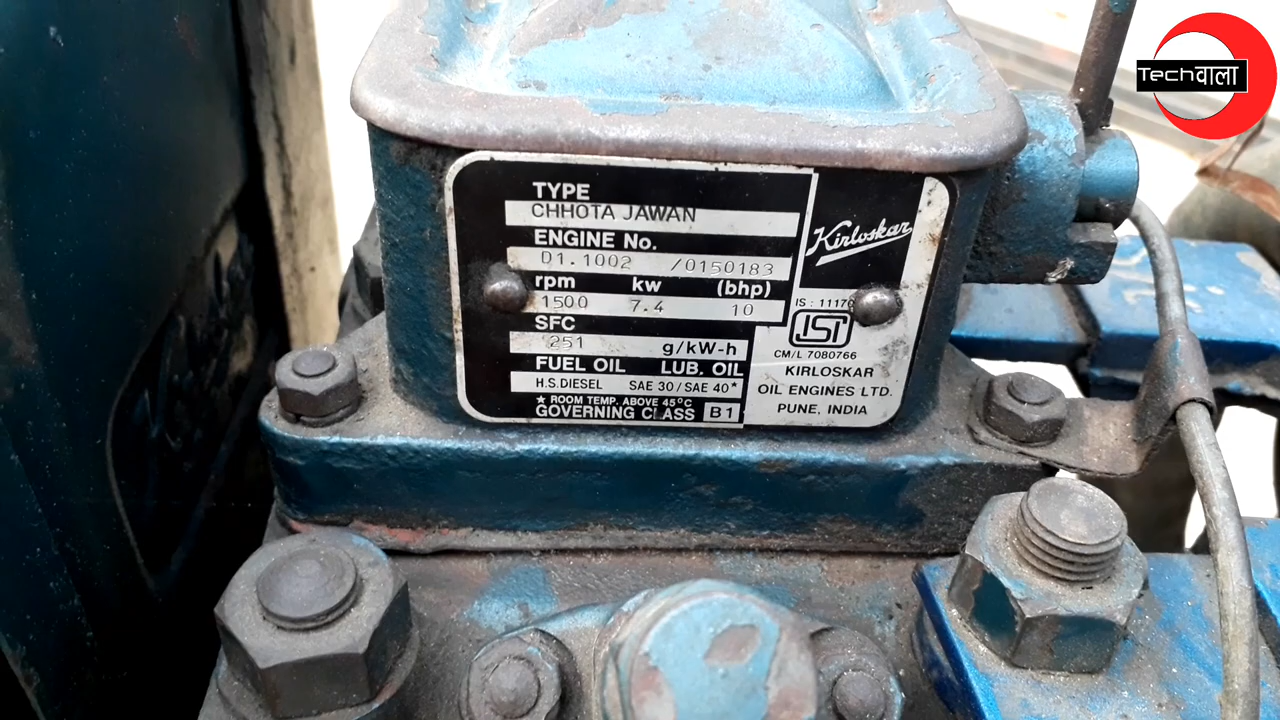 Techवाला
TYPE
CHHOTA JAWAN
ENGINE No.
D1.1002 /0150183
rpm kw (bhp)
1500 7.4 10
SFC
251 g/kW-h
FUEL OIL LUB. OIL
H.S.DIESEL SAE 30/SAE 40*
★ ROOM TEMP. ABOVE 45°C
GOVERNING CLASS B1
Kirloskar
IS : 1117
ISI
CM/L 7080766
KIRLOSKAR
OIL ENGINES LTD.
PUNE, INDIA